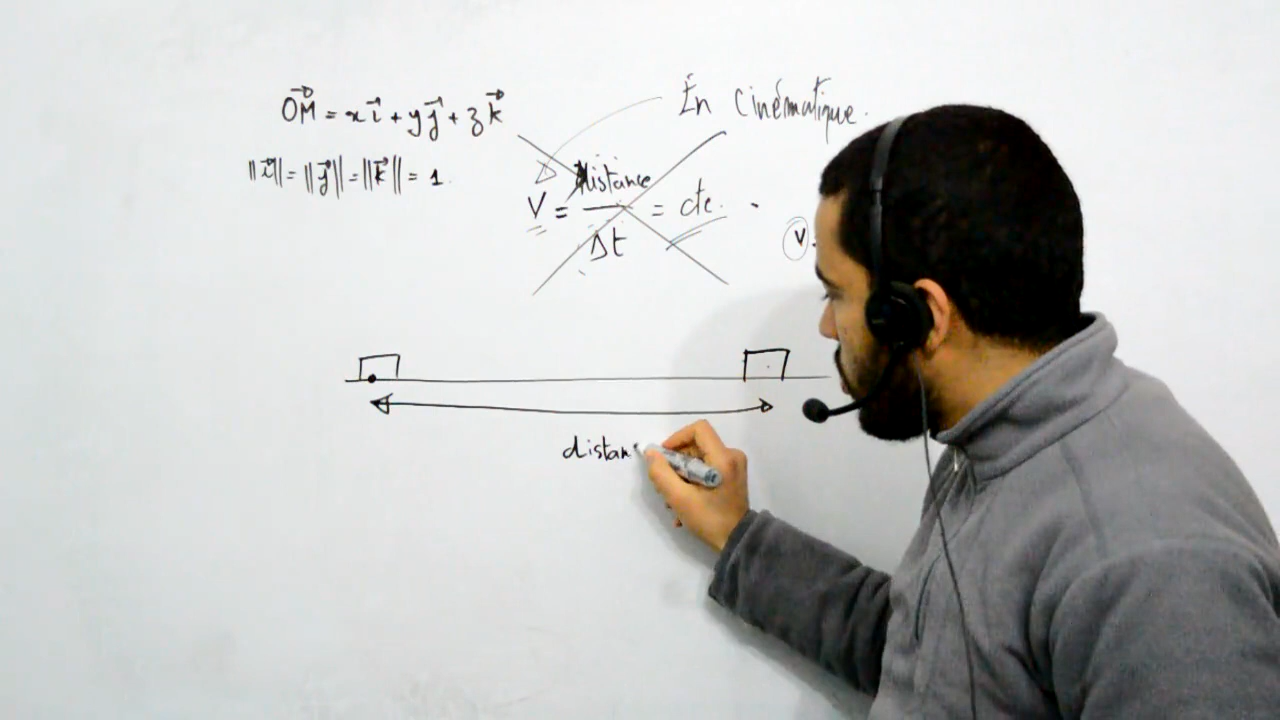 En cinématique.
OM = x i + y j + z k
||i|| = ||j|| = ||k|| = 1.
V = distance / Δt = cte.
V.
distan